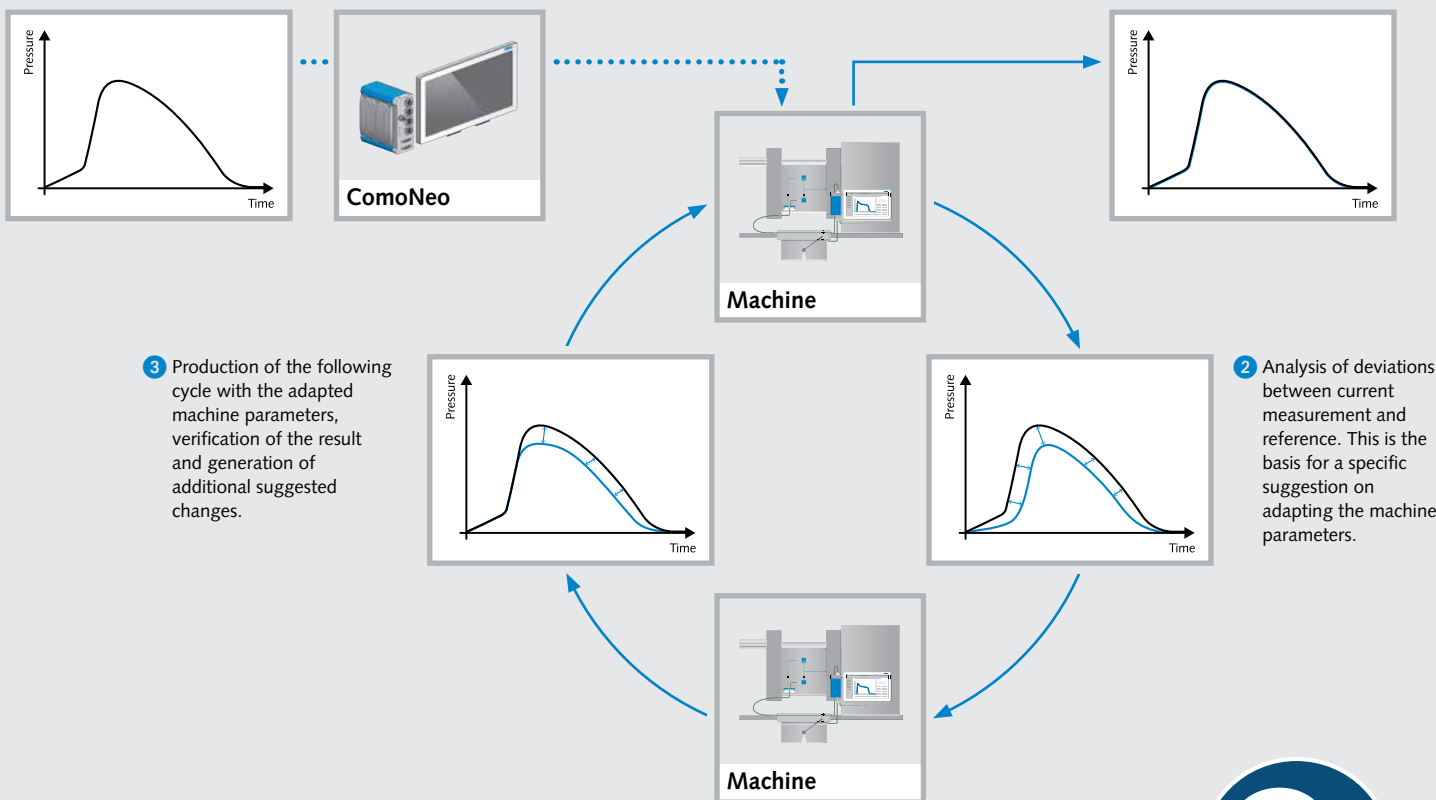 Pressure
Time
ComoNeo
Pressure
Time
Machine
3 Production of the following
cycle with the adapted
machine parameters,
verification of the result
and generation of
additional suggested
changes.
Pressure
Time
Pressure
Time
2 Analysis of deviations
between current
measurement and
reference. This is the
basis for a specific
suggestion on
adapting the machine
parameters.
Machine